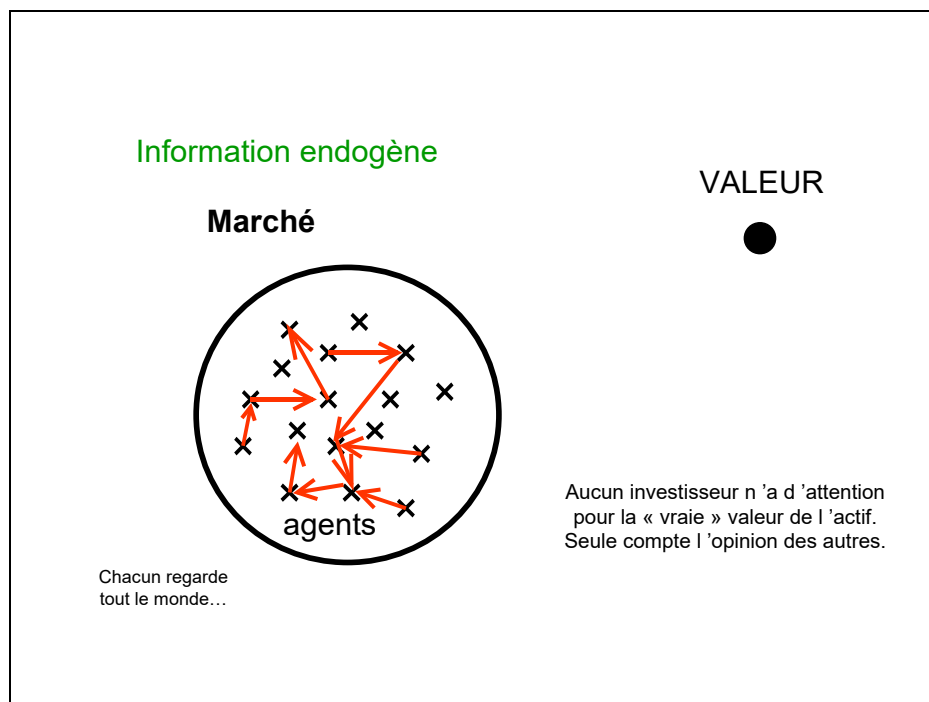 Information endogène
VALEUR
Marché
agents
Aucun investisseur n 'a d 'attention
pour la « vraie » valeur de l 'actif.
Seule compte l 'opinion des autres.
Chacun regarde
tout le monde…